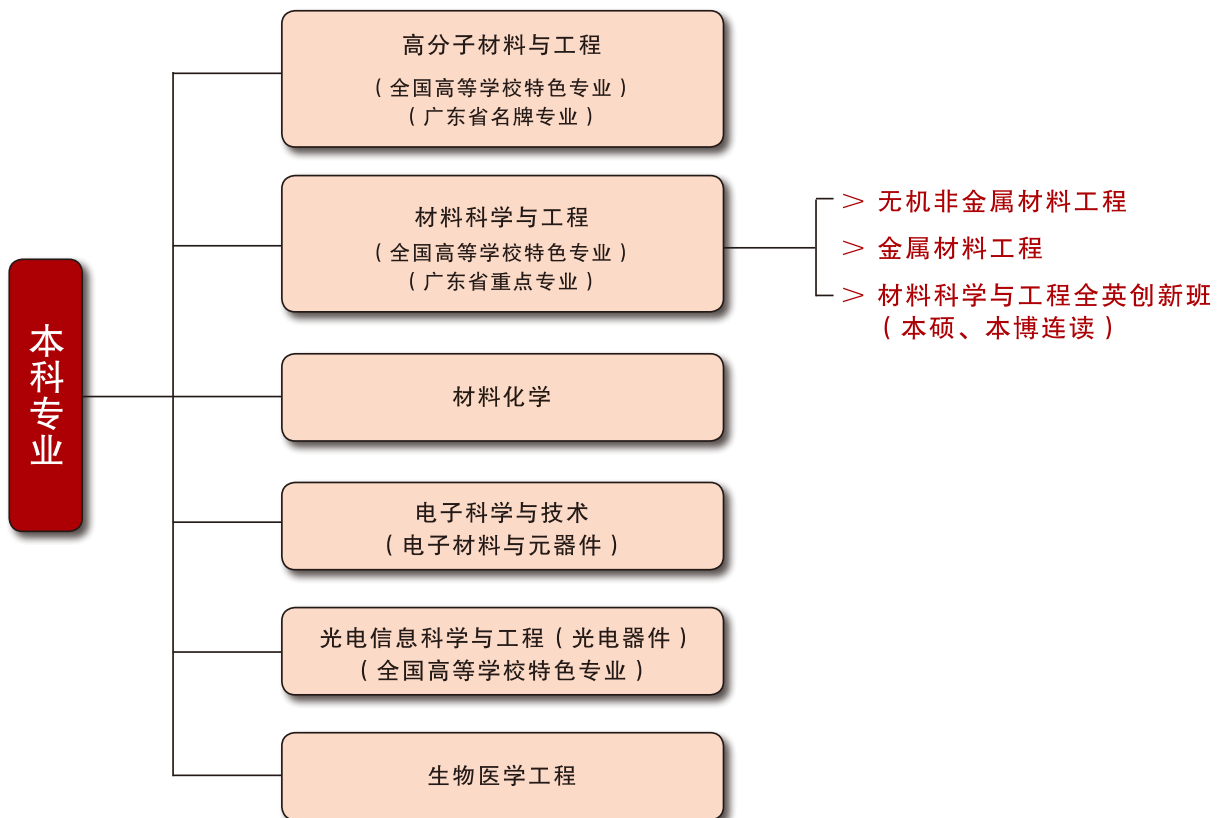 本科专业
高分子材料与工程
（全国高等学校特色专业）
（广东省名牌专业）
材料科学与工程
（全国高等学校特色专业）
（广东省重点专业）
> 无机非金属材料工程
> 金属材料工程
> 材料科学与工程全英创新班
（本硕、本博连读）
材料化学
电子科学与技术
（电子材料与元器件）
光电信息科学与工程（光电器件）
（全国高等学校特色专业）
生物医学工程